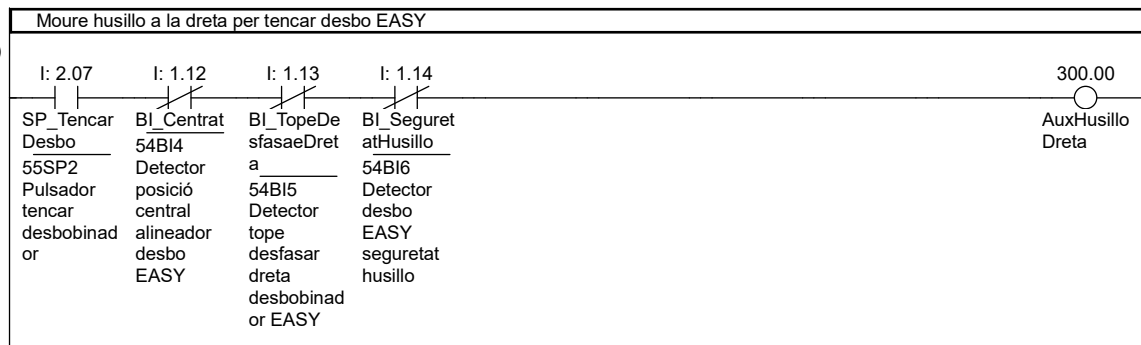 Moure husillo a la dreta per tencar desbo EASY
I: 2.07
SP_Tencar
Desbo
55SP2
Pulsador
tencar
desbobinad
or
I: 1.12
BI_Centrat
54BI4
Detector
posició
central
alineador
desbo
EASY
I: 1.13
BI_TopeDe
sfasaeDret
a
54BI5
Detector
tope
desfasar
dreta
desbobinad
or EASY
I: 1.14
BI_Seguret
atHusillo
54BI6
Detector
desbo
EASY
seguretat
husillo
300.00
AuxHusillo
Dreta